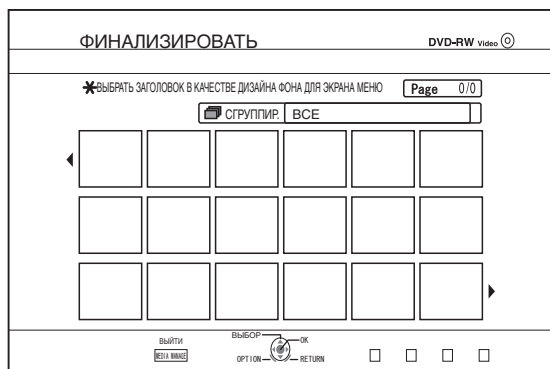 ФИНАЛИЗИРОВАТЬ DVD-RW Video
ВЫБРАТЬ ЗАГОЛОВОК В КАЧЕСТВЕ ДИЗАЙНА ФОНА ДЛЯ ЭКРАНА МЕНЮ Page 0/0
СГРУППИР. ВСЕ
ВЫЙТИ ВЫБОР OK
MEDIA MANAGE OPTION RETURN